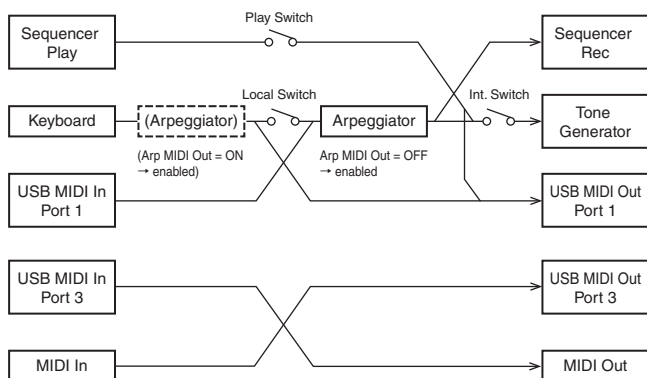 Play Switch
Sequencer
Play
Sequencer
Rec
Local Switch
Int. Switch
Keyboard
(Arpeggiator)
Arpeggiator
Tone
Generator
(Arp MIDI Out = ON
→ enabled)
Arp MIDI Out = OFF
→ enabled
USB MIDI In
Port 1
USB MIDI Out
Port 1
USB MIDI In
Port 3
USB MIDI Out
Port 3
MIDI In
MIDI Out